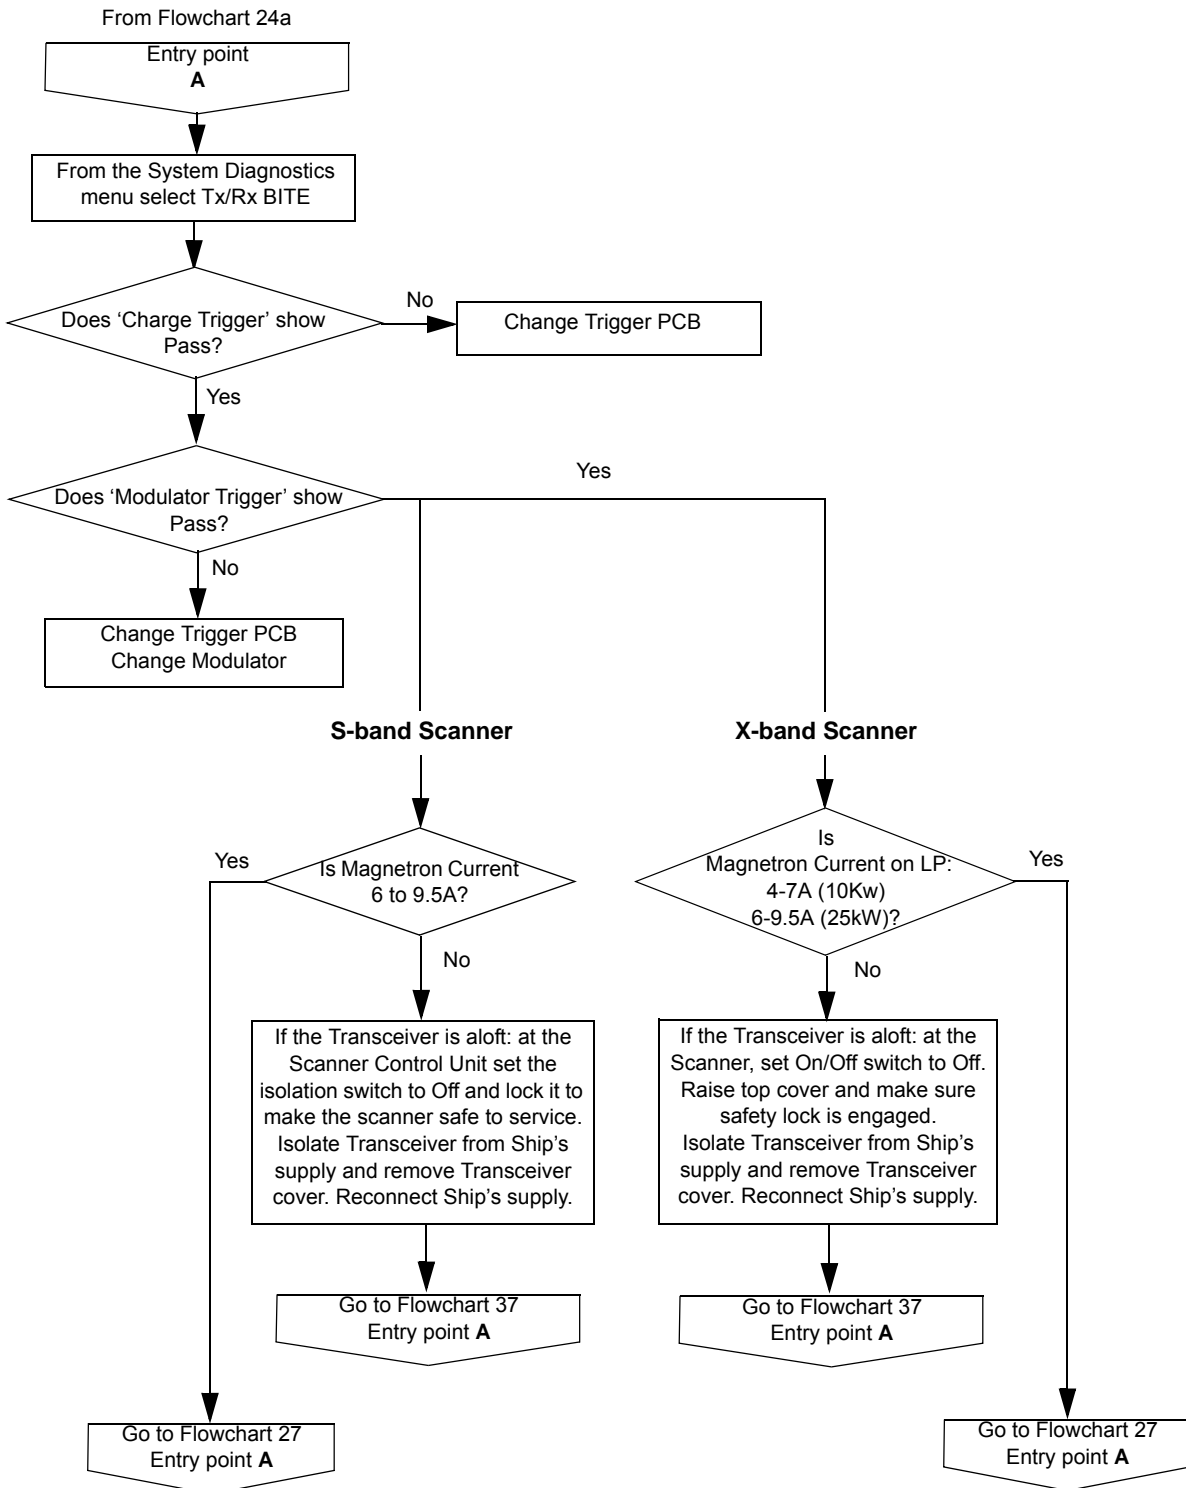 From Flowchart 24a
Entry point
A
From the System Diagnostics
menu select Tx/Rx BITE
Does ‘Charge Trigger’ show
Pass?
No
Change Trigger PCB
Yes
Does ‘Modulator Trigger’ show
Pass?
Yes
No
Change Trigger PCB
Change Modulator
S-band Scanner
X-band Scanner
Is Magnetron Current
6 to 9.5A?
Yes
No
Is
Magnetron Current on LP:
4-7A (10Kw)
6-9.5A (25kW)?
Yes
No
If the Transceiver is aloft: at the
Scanner Control Unit set the
isolation switch to Off and lock it to
make the scanner safe to service.
Isolate Transceiver from Ship’s
supply and remove Transceiver
cover. Reconnect Ship’s supply.
If the Transceiver is aloft: at the
Scanner, set On/Off switch to Off.
Raise top cover and make sure
safety lock is engaged.
Isolate Transceiver from Ship’s
supply and remove Transceiver
cover. Reconnect Ship’s supply.
Go to Flowchart 37
Entry point A
Go to Flowchart 37
Entry point A
Go to Flowchart 27
Entry point A
Go to Flowchart 27
Entry point A